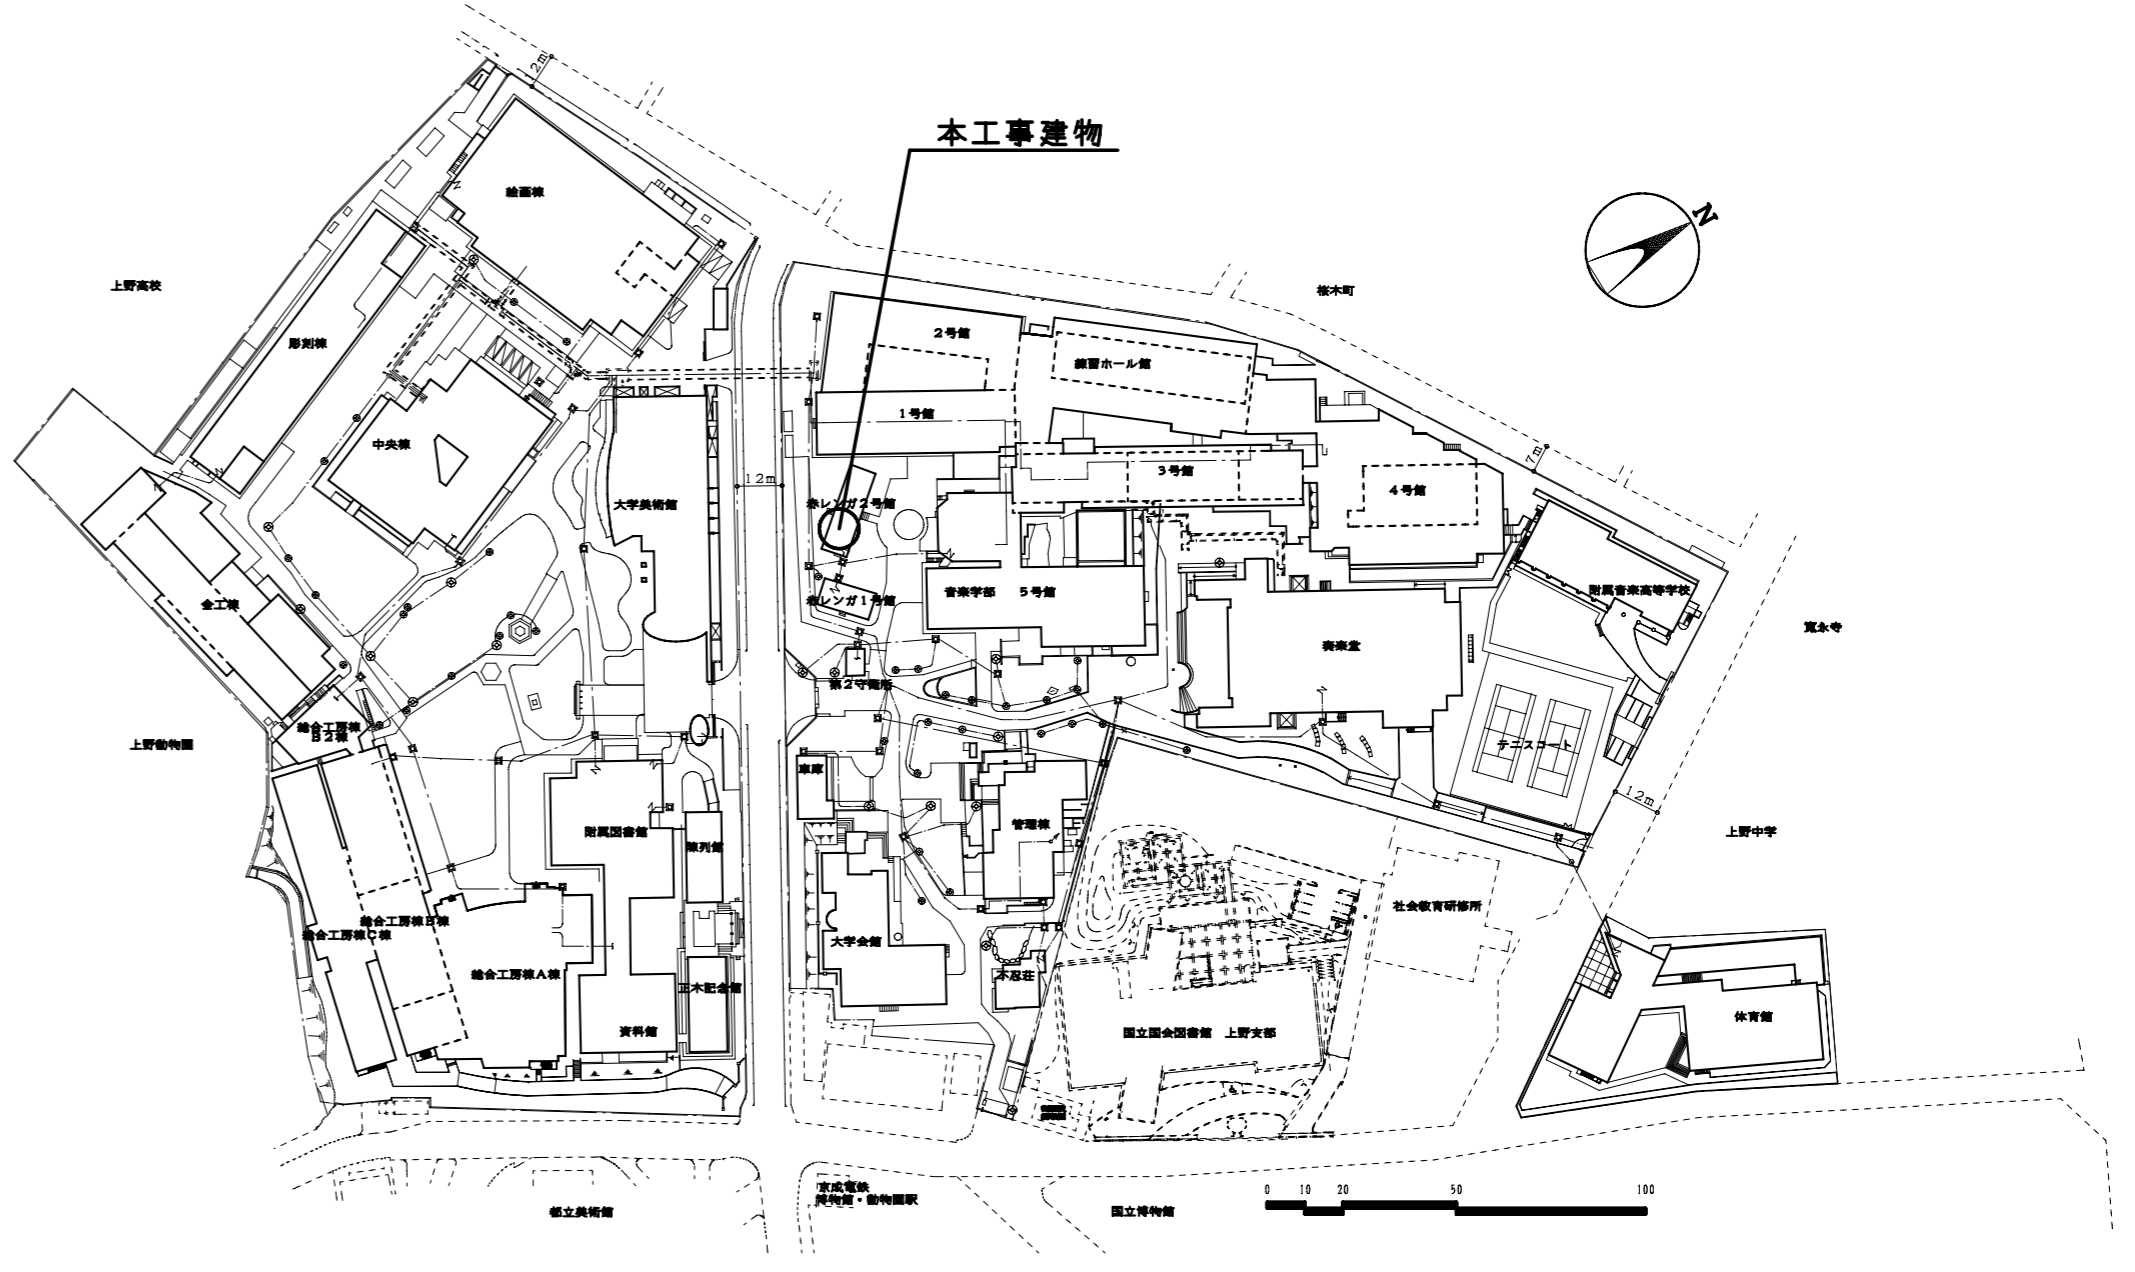 2m
本工事建物
N
絵画棟
上野高校
桜木町
彫刻棟
2号館
練習ホール館
1号館
中央棟
3号館
7m
12m
4号館
大学美術館
赤レンガ2号館
附属音楽高等学校
音楽学部　5号館
赤レンガ1号館
金工棟
寛永寺
奏楽堂
第2守衛所
総合工房棟
B2棟
上野動物園
テニスコート
車庫
12m
管理棟
附属図書館
上野中学
陳列館
社会教育研修所
総合工房棟B棟
総合工房棟C棟
大学会館
総合工房棟A棟
不忍荘
正木記念館
体育館
資料館
国立国会図書館　上野支部
京成電鉄
博物館・動物園駅
都立美術館
国立博物館
0 10 20 50 100